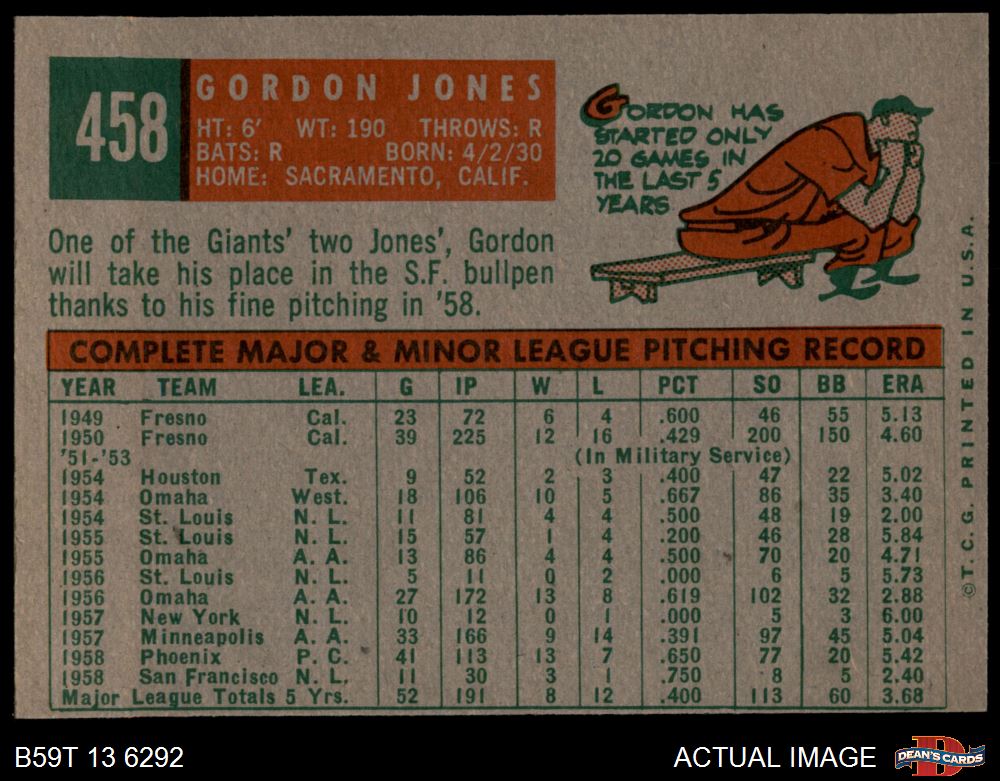 458
GORDON JONES
HT: 6' WT: 190 THROWS: R
BATS: R BORN: 4/2/30
HOME: SACRAMENTO, CALIF.
GORDON HAS
STARTED ONLY
20 GAMES IN
THE LAST 5
YEARS
One of the Giants' two Jones', Gordon
will take his place in the S.F. bullpen
thanks to his fine pitching in '58.
COMPLETE MAJOR & MINOR LEAGUE PITCHING RECORD
YEAR TEAM LEA. G IP W L PCT SO BB ERA
1949 Fresno Cal. 23 72 6 4 .600 46 55 5.13
1950 Fresno Cal. 39 225 12 16 .429 200 150 4.60
'51-'53 (In Military Service)
1954 Houston Tex. 9 52 2 3 .400 47 22 5.02
1954 Omaha West. 18 106 10 5 .667 86 35 3.40
1954 St. Louis N. L. 11 81 4 4 .500 48 19 2.00
1955 St. Louis N. L. 15 57 1 4 .200 46 28 5.84
1955 Omaha A. A. 13 86 4 4 .500 70 20 4.71
1956 St. Louis N. L. 5 11 0 2 .000 6 5 5.73
1956 Omaha A. A. 27 172 13 8 .619 102 32 2.88
1957 New York N. L. 10 12 0 1 .000 5 3 6.00
1957 Minneapolis A. A. 33 166 9 14 .391 97 45 5.04
1958 Phoenix P. C. 41 113 13 7 .650 77 20 5.42
1958 San Francisco N. L. 11 30 3 1 .750 8 5 2.40
Major League Totals 5 Yrs. 52 191 8 12 .400 113 60 3.68
©T.C.G. PRINTED IN U.S.A.
B59T 13 6292
ACTUAL IMAGE
D
DEAN'S CARDS